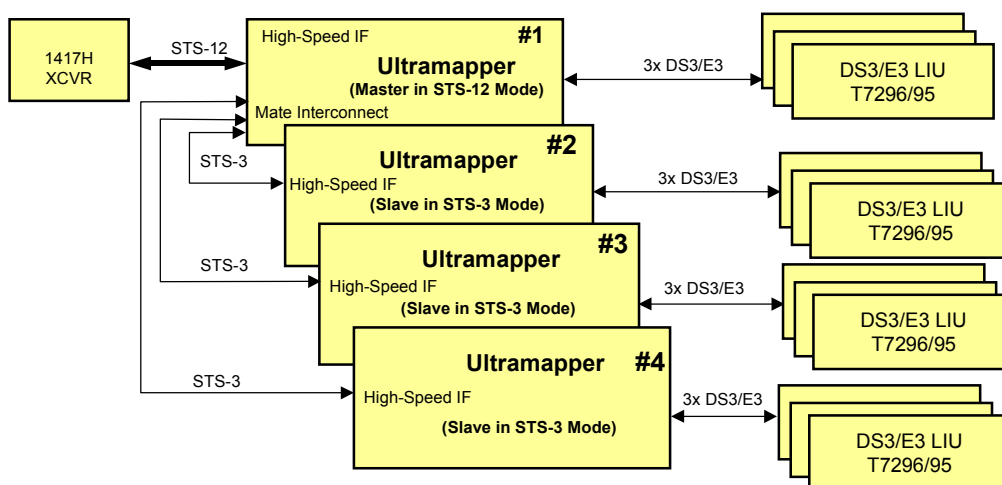 1417H
XCVR
STS-12
High-Speed IF
#1
Ultramapper
(Master in STS-12 Mode)
Mate Interconnect
3x DS3/E3
DS3/E3 LIU
T7296/95
STS-3
#2
Ultramapper
High-Speed IF
(Slave in STS-3 Mode)
3x DS3/E3
DS3/E3 LIU
T7296/95
STS-3
#3
Ultramapper
High-Speed IF
(Slave in STS-3 Mode)
3x DS3/E3
DS3/E3 LIU
T7296/95
STS-3
#4
Ultramapper
High-Speed IF
(Slave in STS-3 Mode)
3x DS3/E3
DS3/E3 LIU
T7296/95